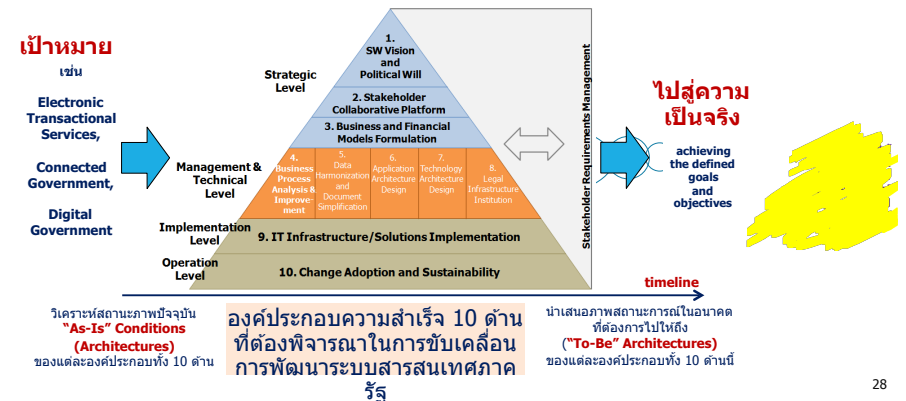 เป้าหมาย
เช่น
Electronic
Transactional
Services,
Connected
Government,
Digital
Government
Strategic
Level
Management &
Technical
Level
Implementation
Level
Operation
Level
1.
SW Vision
and
Political Will
2. Stakeholder
Collaborative Platform
3. Business and Financial
Models Formulation
4.
Business
Process
Analysis &
Improve-
ment
5.
Data
Harmonization
and
Document
Simplification
6.
Application
Architecture
Design
7.
Technology
Architecture
Design
8.
Legal
Infrastructure
Institution
9. IT Infrastructure/Solutions Implementation
10. Change Adoption and Sustainability
Stakeholder Requirements Management
ไปสู่ความ
เป็นจริง
achieving
the defined
goals
and
objectives
timeline
วิเคราะห์สถานะภาพปัจจุบัน
"As-Is" Conditions
(Architectures)
ของแต่ละองค์ประกอบทั้ง 10 ด้าน
องค์ประกอบความสำเร็จ 10 ด้าน
ที่ต้องพิจารณาในการขับเคลื่อน
การพัฒนาระบบสารสนเทศภาค
รัฐ
นำเสนอภาพสถานะการณ์ในอนาคต
ที่ต้องการไปให้ถึง
("To-Be" Architectures)
ของแต่ละองค์ประกอบทั้ง 10 ด้านนี้
28